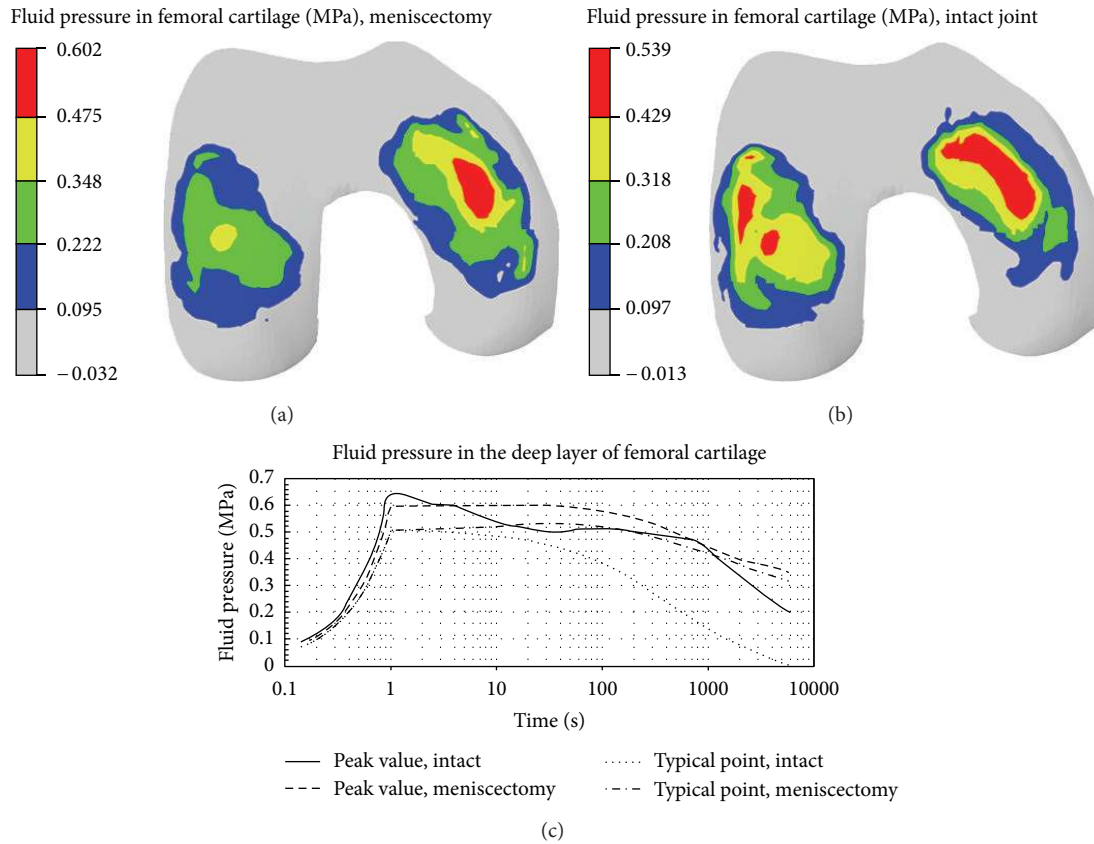 Fluid pressure in femoral cartilage (MPa), meniscectomy
0.602
0.475
0.348
0.222
0.095
−0.032
(a)
Fluid pressure in femoral cartilage (MPa), intact joint
0.539
0.429
0.318
0.208
0.097
−0.013
(b)
Fluid pressure in the deep layer of femoral cartilage
Fluid pressure (MPa)
0.7
0.6
0.5
0.4
0.3
0.2
0.1
0
0.1 1 10 100 1000 10000
Time (s)
Peak value, intact
Peak value, meniscectomy
Typical point, intact
Typical point, meniscectomy
(c)